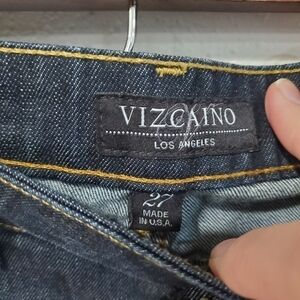 VIZCAINO
LOS ANGELES
27
MADE
IN U.S.A.